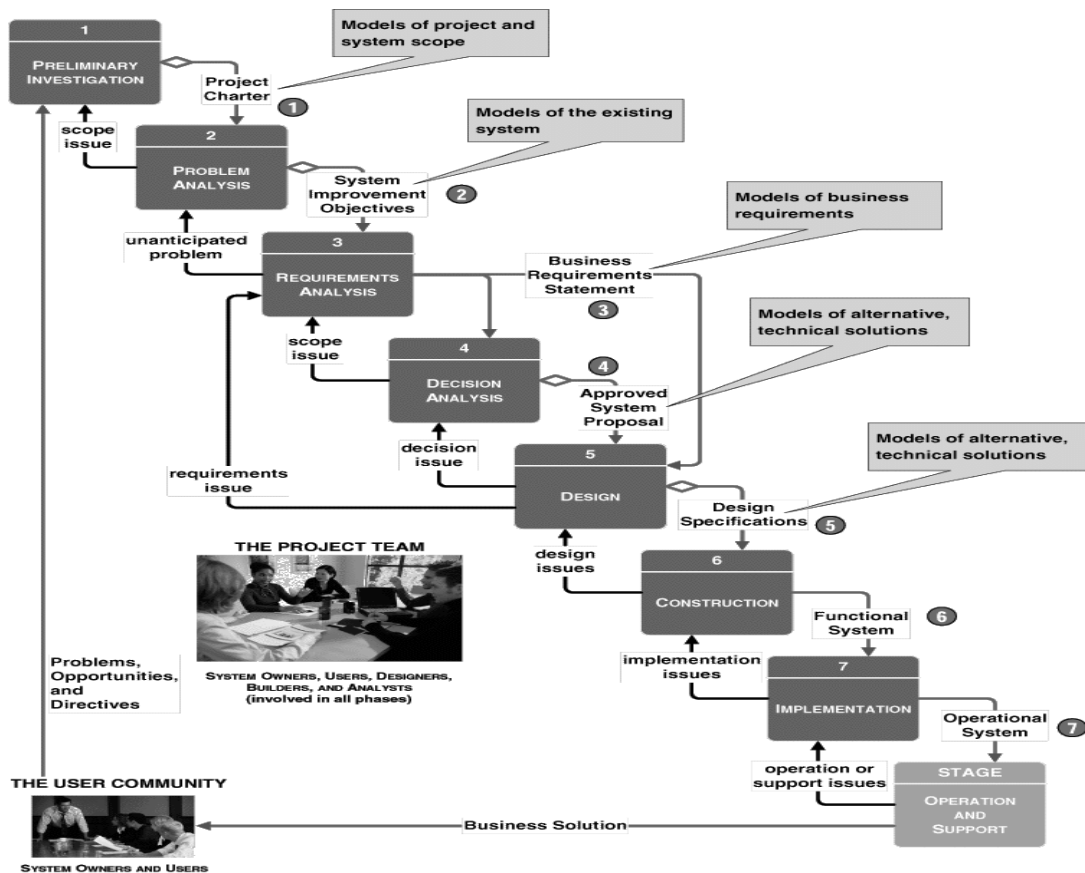 1
PRELIMINARY
INVESTIGATION
Models of project and
system scope
Project
Charter
1
scope
issue
2
PROBLEM
ANALYSIS
Models of the existing
system
System
Improvement
Objectives
2
unanticipated
problem
3
REQUIREMENTS
ANALYSIS
Models of business
requirements
Business
Requirements
Statement
3
scope
issue
4
DECISION
ANALYSIS
4
Models of alternative,
technical solutions
Approved
System
Proposal
decision
issue
requirements
issue
5
DESIGN
Models of alternative,
technical solutions
Design
Specifications
5
design
issues
6
CONSTRUCTION
Functional
System
6
implementation
issues
7
IMPLEMENTATION
Operational
System
7
operation or
support issues
STAGE
OPERATION
AND
SUPPORT
THE PROJECT TEAM
SYSTEM OWNERS, USERS, DESIGNERS,
BUILDERS, AND ANALYSTS
(involved in all phases)
Problems,
Opportunities,
and
Directives
THE USER COMMUNITY
SYSTEM OWNERS AND USERS
Business Solution